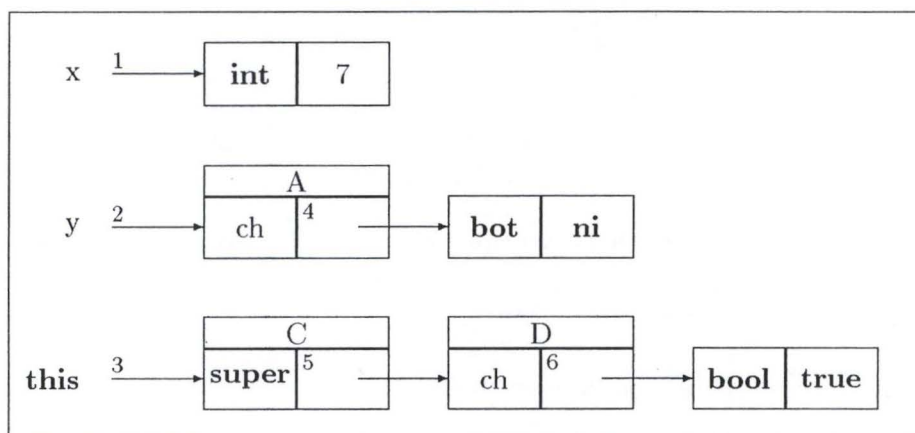 x 1 int 7
A
y 2 ch 4 bot ni
C D
this 3 super 5 ch 6 bool true